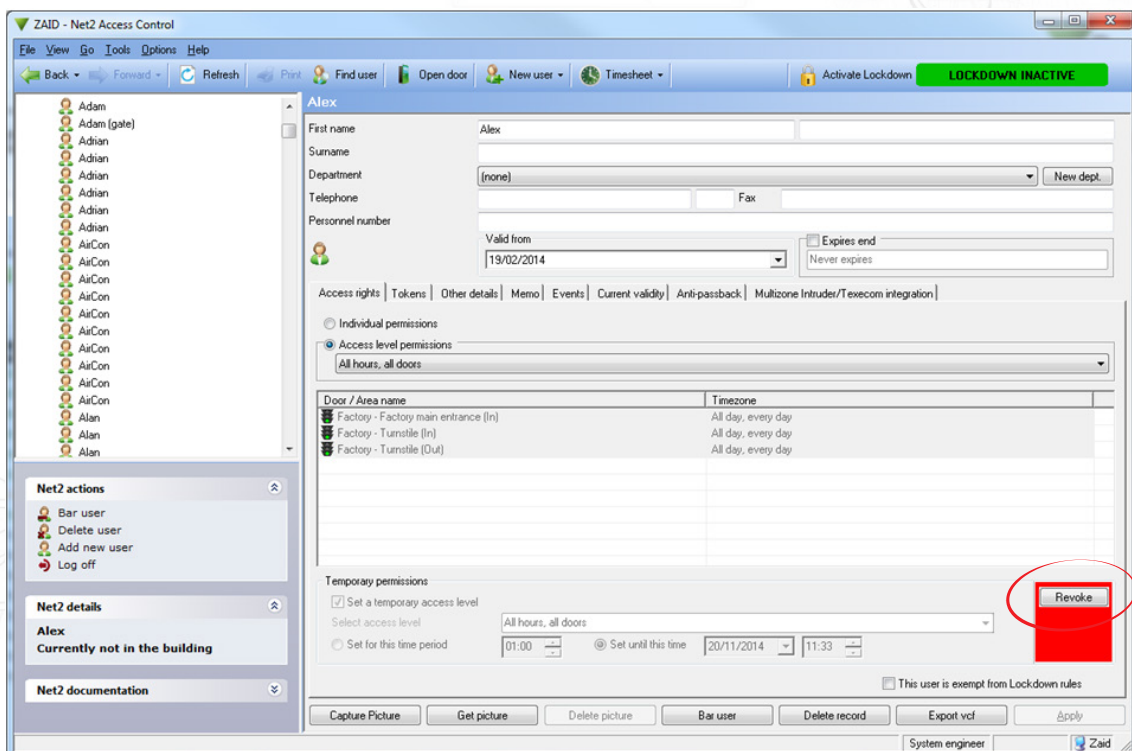 ZAID - Net2 Access Control
File View Go Tools Options Help
Back Forward Refresh Print Find user Open door New user Timesheet Activate Lockdown LOCKDOWN INACTIVE
Adam
Adam (gate)
Adrian
Adrian
Adrian
Adrian
Adrian
Adrian
AirCon
AirCon
AirCon
AirCon
AirCon
AirCon
AirCon
AirCon
AirCon
AirCon
Alan
Alan
Alan
Net2 actions
Bar user
Delete user
Add new user
Log off
Net2 details
Alex
Currently not in the building
Net2 documentation
Alex
First name Alex
Surname
Department (none) New dept.
Telephone Fax
Personnel number
Valid from Expires end
19/02/2014 Never expires
Access rights Tokens Other details Memo Events Current validity Anti-passback Multizone Intruder/Texecom integration
Individual permissions
Access level permissions
All hours, all doors
Door / Area name Timezone
Factory - Factory main entrance (In) All day, every day
Factory - Turnstile (In) All day, every day
Factory - Turnstile (Out) All day, every day
Temporary permissions
Set a temporary access level Revoke
Select access level All hours, all doors
Set for this time period 01:00 Set until this time 20/11/2014 11:33
This user is exempt from Lockdown rules
Capture Picture Get picture Delete picture Bar user Delete record Export vcf Apply
System engineer Zaid